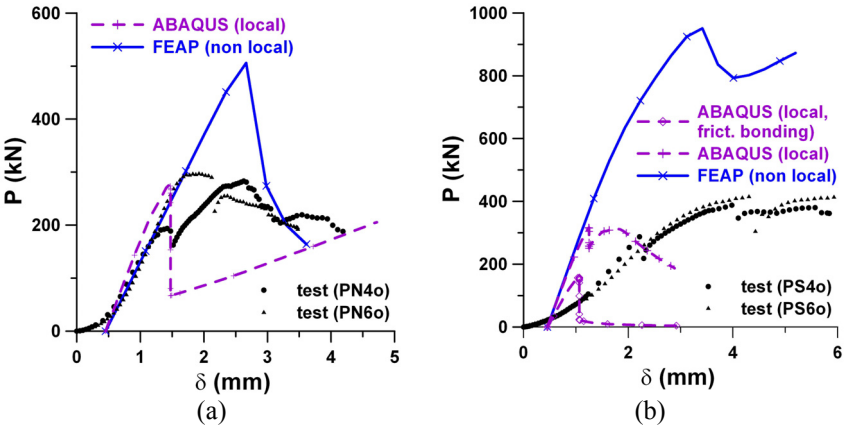 600
400
200
0
P (kN)
ABAQUS (local)
FEAP (non local)
test (PN4o)
test (PN6o)
0 1 2 3 4 5
δ (mm)
(a)
1000
800
600
400
200
0
P (kN)
ABAQUS (local,
frict. bonding)
ABAQUS (local)
FEAP (non local)
test (PS4o)
test (PS6o)
0 2 4 6
δ (mm)
(b)